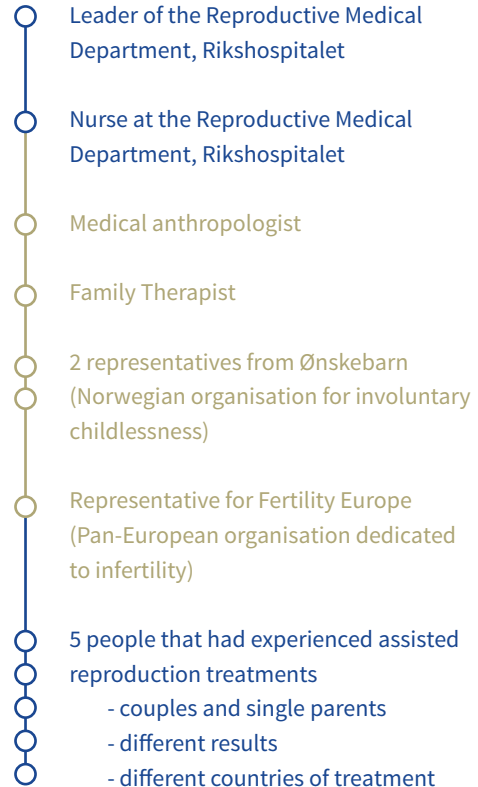 Leader of the Reproductive Medical
Department, Rikshospitalet
Nurse at the Reproductive Medical
Department, Rikshospitalet
Medical anthropologist
Family Therapist
2 representatives from Ønskebarn
(Norwegian organisation for involuntary
childlessness)
Representative for Fertility Europe
(Pan-European organisation dedicated
to infertility)
5 people that had experienced assisted
reproduction treatments
- couples and single parents
- different results
- different countries of treatment